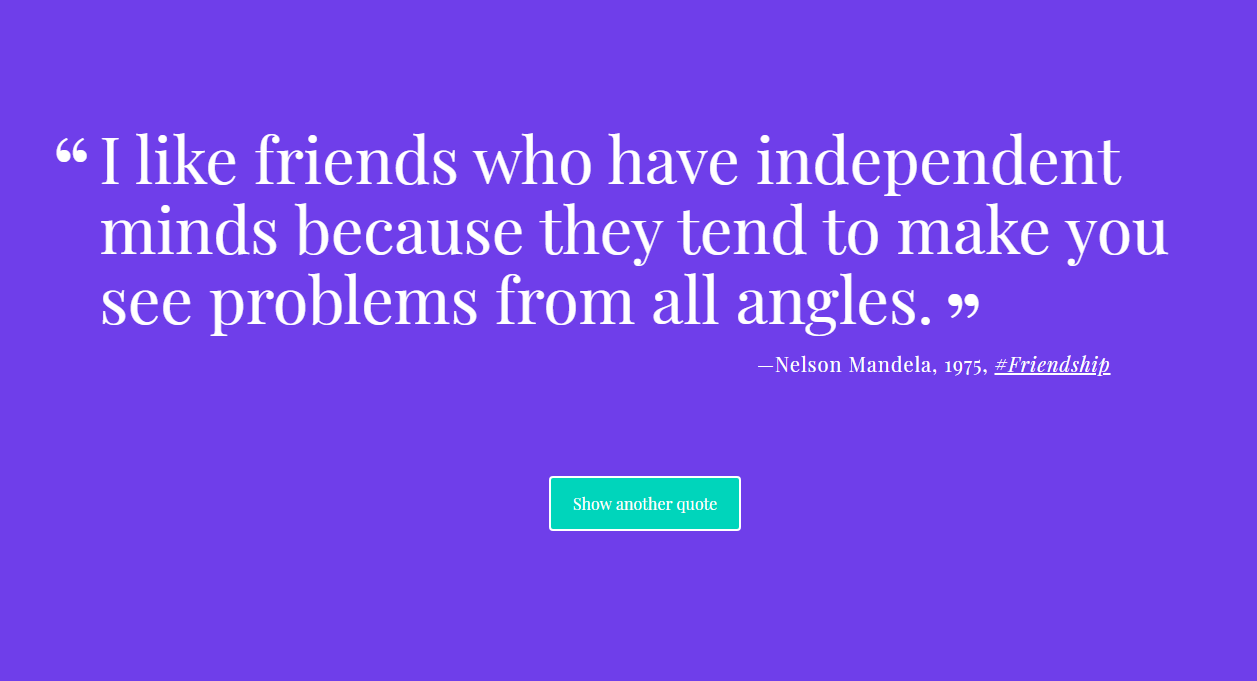 “ I like friends who have independent
minds because they tend to make you
see problems from all angles. ”
—Nelson Mandela, 1975, #Friendship
Show another quote